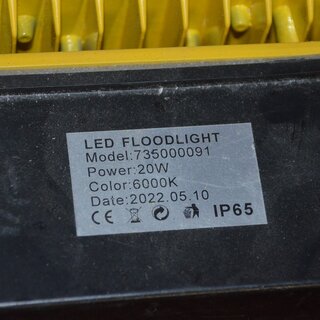 LED FLOODLIGHT
Model:735000091
Power:20W
Color:6000K
Date:2022.05.10
CE IP65